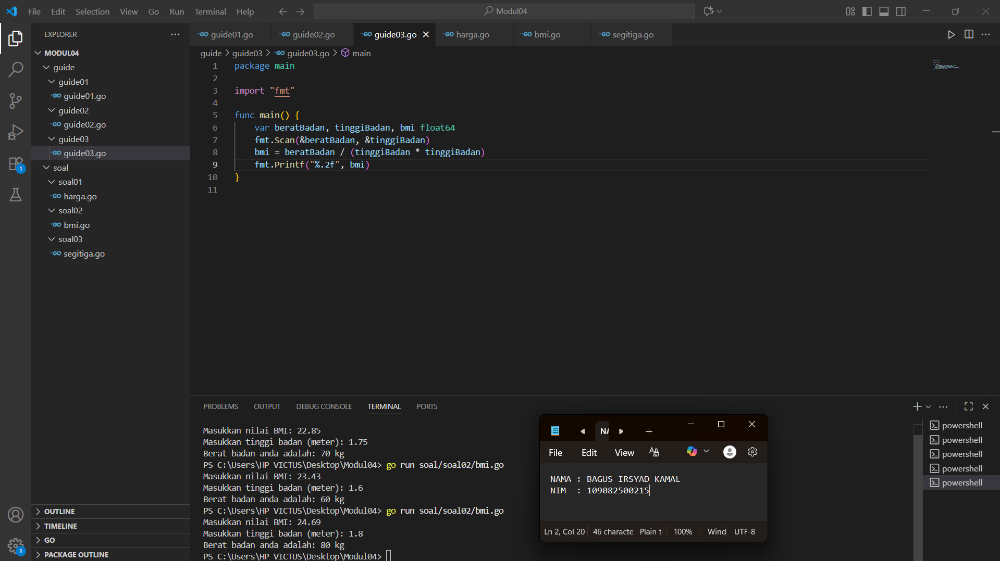 File Edit Selection View Go Run Terminal Help
Modul04
EXPLORER
MODUL04
guide
guide01
guide01.go
guide02
guide02.go
guide03
guide03.go
soal
soal01
harga.go
soal02
bmi.go
soal03
segitiga.go
OUTLINE
TIMELINE
GO
PACKAGE OUTLINE
1
1
guide01.go guide02.go guide03.go harga.go bmi.go segitiga.go
guide > guide03 > guide03.go > main
1 package main
2
3 import "fmt"
4
5 func main() {
6 var beratBadan, tinggiBadan, bmi float64
7 fmt.Scan(&beratBadan, &tinggiBadan)
8 bmi = beratBadan / (tinggiBadan * tinggiBadan)
9 fmt.Printf("%.2f", bmi)
10 }
11
PROBLEMS OUTPUT DEBUG CONSOLE TERMINAL PORTS
Masukkan nilai BMI: 22.85
Masukkan tinggi badan (meter): 1.75
Berat badan anda adalah: 70 kg
PS C:\Users\HP VICTUS\Desktop\Modul04> go run soal/soal02/bmi.go
Masukkan nilai BMI: 23.43
Masukkan tinggi badan (meter): 1.6
Berat badan anda adalah: 60 kg
PS C:\Users\HP VICTUS\Desktop\Modul04> go run soal/soal02/bmi.go
Masukkan nilai BMI: 24.69
Masukkan tinggi badan (meter): 1.8
Berat badan anda adalah: 80 kg
PS C:\Users\HP VICTUS\Desktop\Modul04>
powershell
powershell
powershell
powershell
powershell
NA
File Edit View
NAMA : BAGUS IRSYAD KAMAL
NIM : 109082500215
Ln 2, Col 20 46 characte Plain t 100% Wind UTF-8